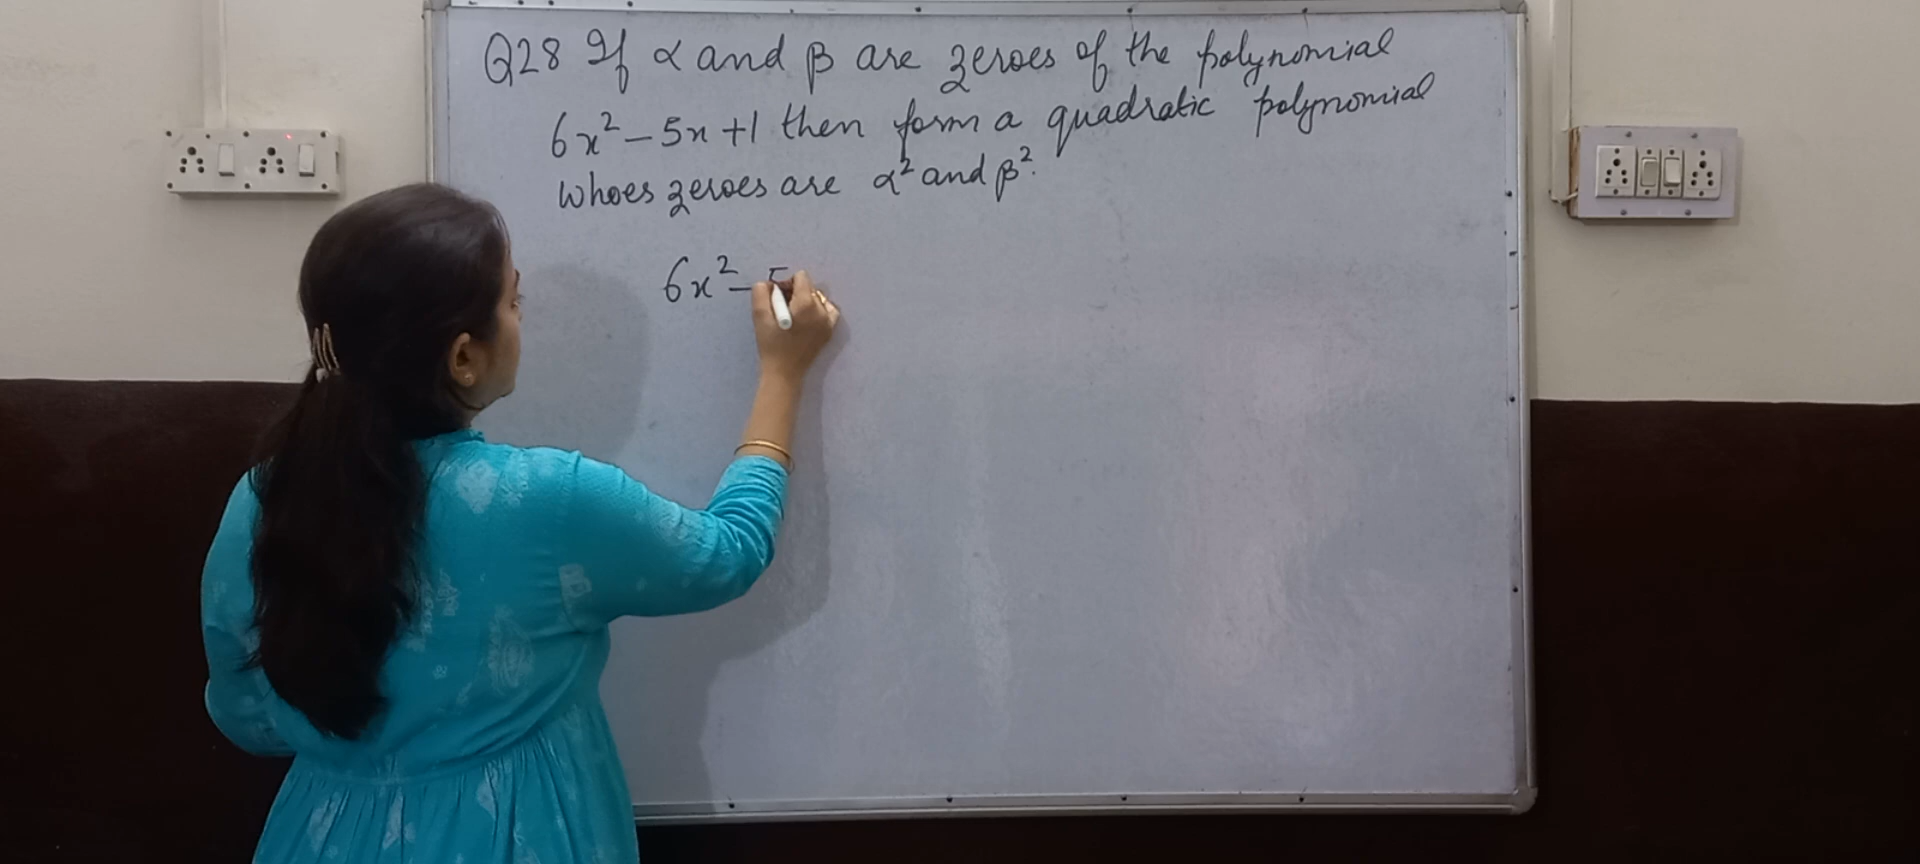 Q28 If α and β are zeroes of the polynomial
6x² – 5x + 1 then form a quadratic polynomial
whoes zeroes are α² and β².
6x² – 5